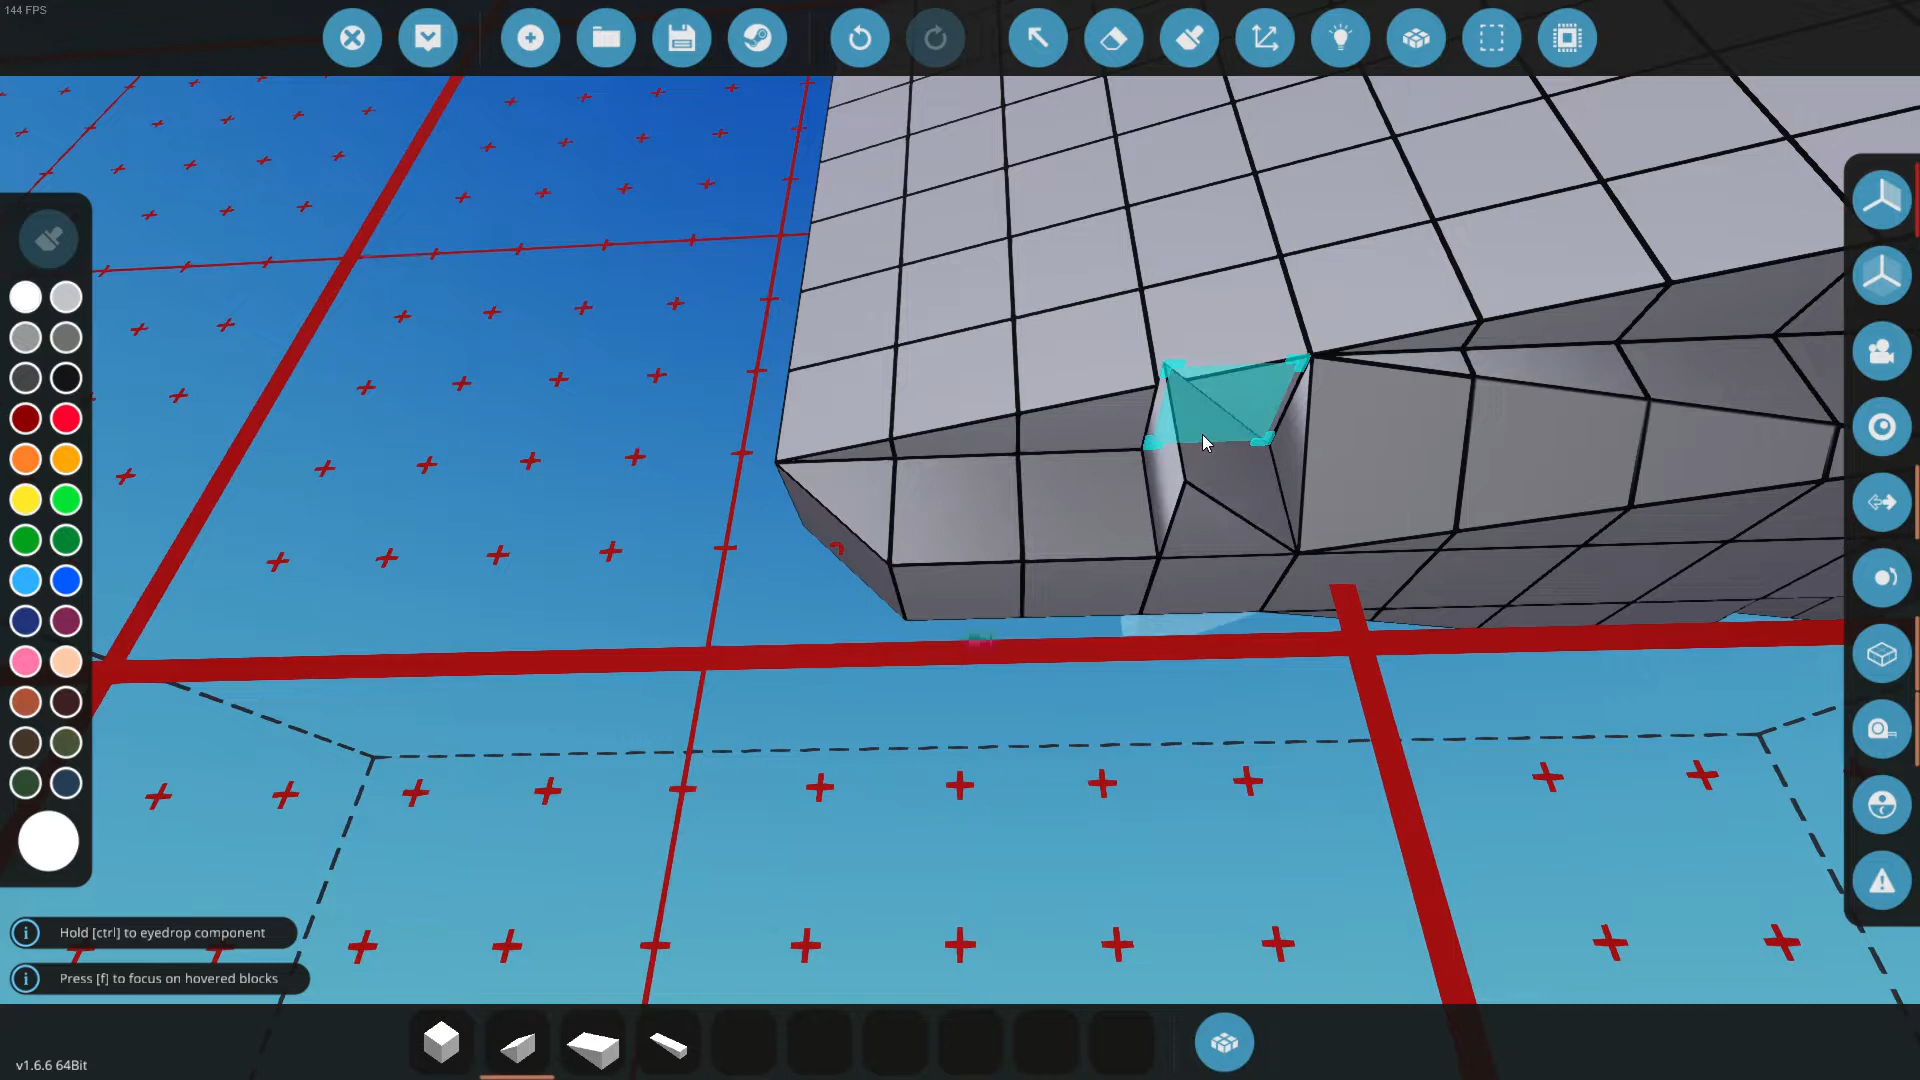 144 FPS
Hold [ctrl] to eyedrop component
Press [f] to focus on hovered blocks
v1.6.6 64Bit